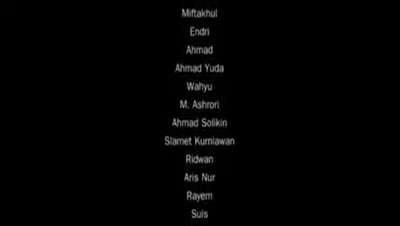 Miftakhul
Endri
Ahmad
Ahmad Yuda
Wahyu
M. Ashrori
Ahmad Solikin
Slamet Kurniawan
Ridwan
Aris Nur
Rayem
Suis